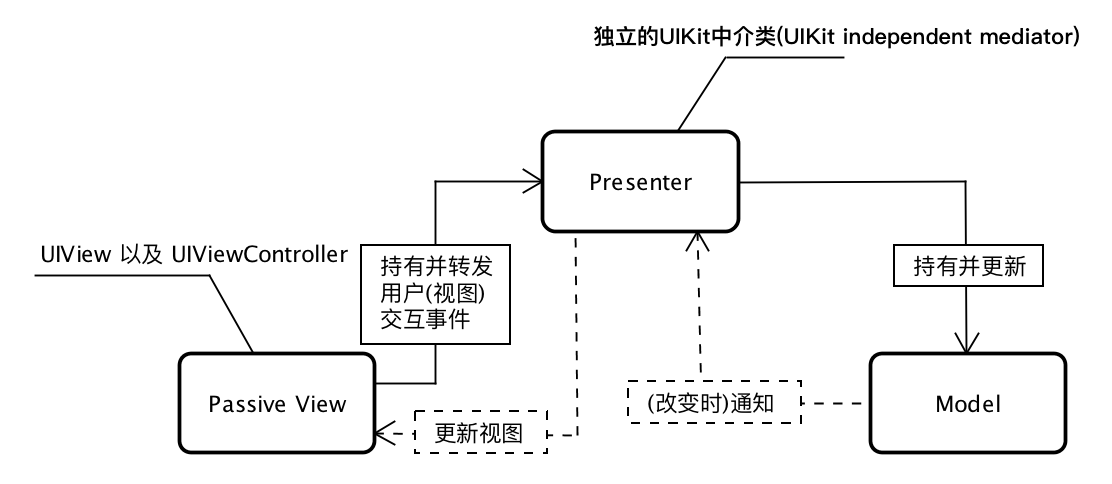 独立的UIKit中介类(UIKit independent mediator)
Presenter
UIView 以及 UIViewController
持有并转发
用户(视图)
交互事件
持有并更新
Passive View
更新视图
(改变时)通知
Model